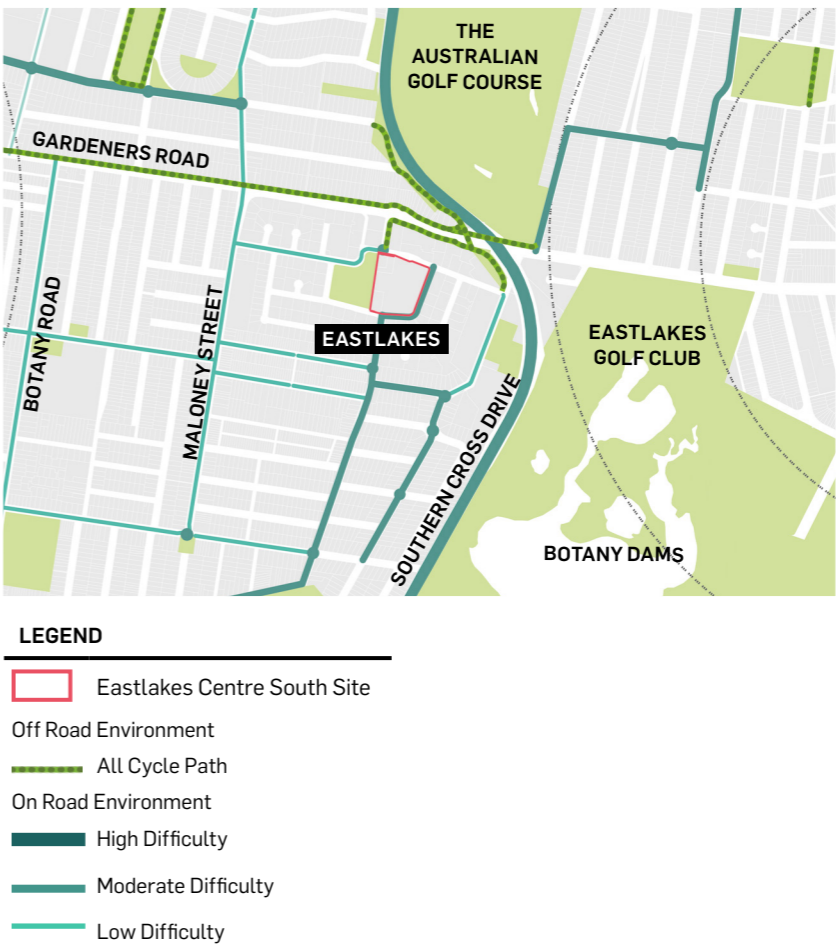 THE
AUSTRALIAN
GOLF COURSE
GARDENERS ROAD
BOTANY ROAD
MALONEY STREET
EASTLAKES
EASTLAKES
GOLF CLUB
SOUTHERN CROSS DRIVE
BOTANY DAMS
LEGEND
Eastlakes Centre South Site
Off Road Environment
All Cycle Path
On Road Environment
High Difficulty
Moderate Difficulty
Low Difficulty